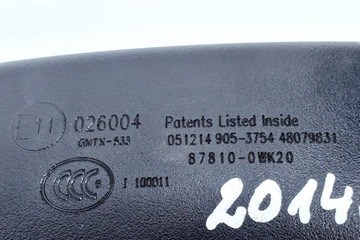 E11 026004
GNTX-533
Patents Listed Inside
051214 905-3754 48079831
87810-0WK20
CCC I 100011
2014